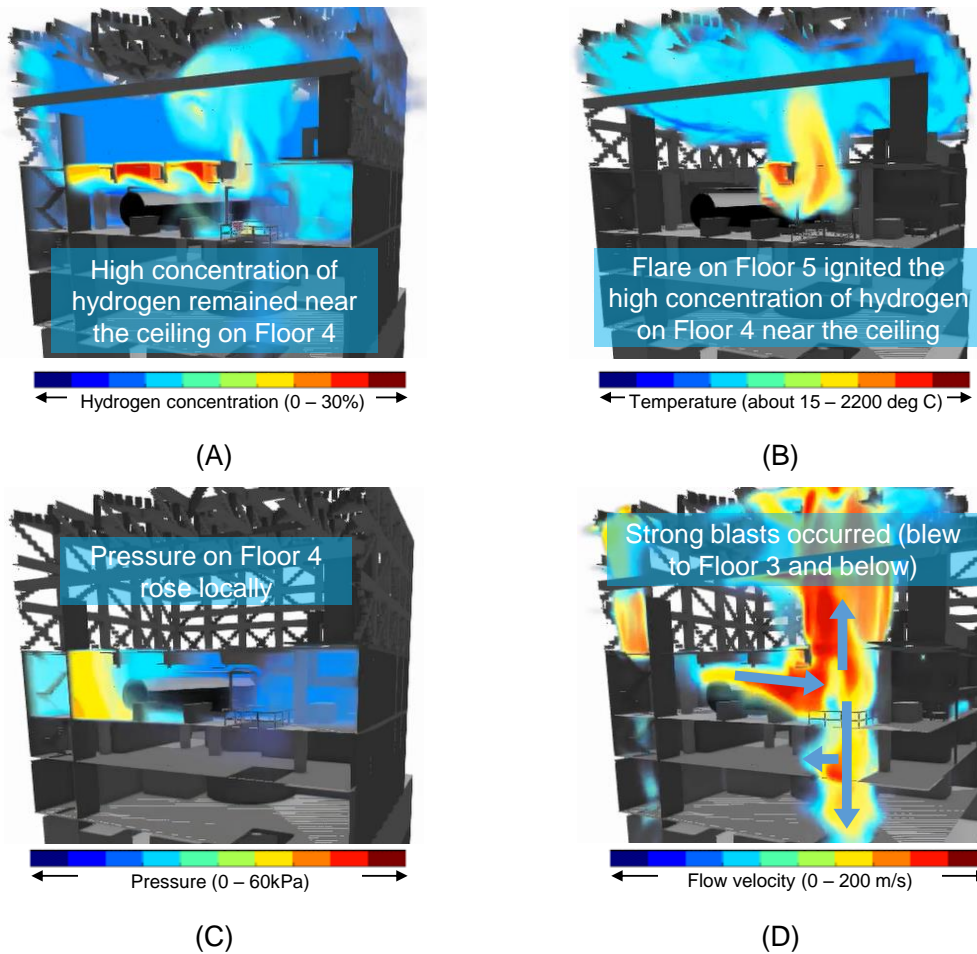 High concentration of
hydrogen remained near
the ceiling on Floor 4
Hydrogen concentration (0 – 30%)
(A)
Flare on Floor 5 ignited the
high concentration of hydrogen
on Floor 4 near the ceiling
Temperature (about 15 – 2200 deg C)
(B)
Pressure on Floor 4
rose locally
Pressure (0 – 60kPa)
(C)
Strong blasts occurred (blew
to Floor 3 and below)
Flow velocity (0 – 200 m/s)
(D)